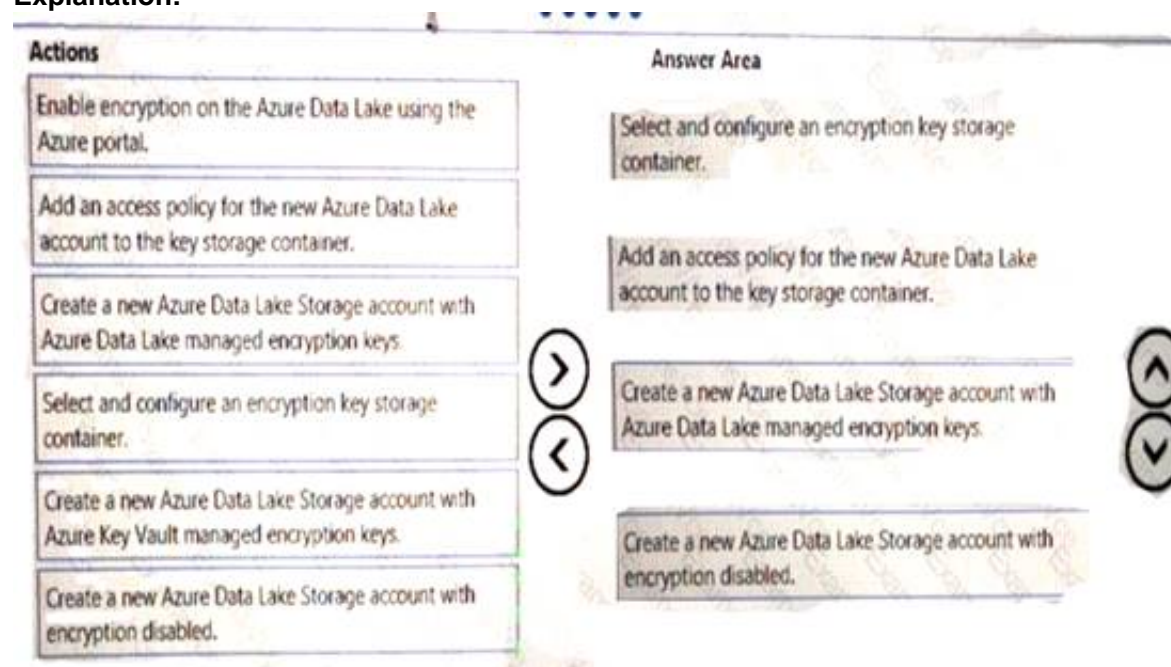 Explanation:
Actions
Enable encryption on the Azure Data Lake using the
Azure portal.
Add an access policy for the new Azure Data Lake
account to the key storage container.
Create a new Azure Data Lake Storage account with
Azure Data Lake managed encryption keys.
Select and configure an encryption key storage
container.
Create a new Azure Data Lake Storage account with
Azure Key Vault managed encryption keys.
Create a new Azure Data Lake Storage account with
encryption disabled.
Answer Area
Select and configure an encryption key storage
container.
Add an access policy for the new Azure Data Lake
account to the key storage container.
Create a new Azure Data Lake Storage account with
Azure Data Lake managed encryption keys.
Create a new Azure Data Lake Storage account with
encryption disabled.